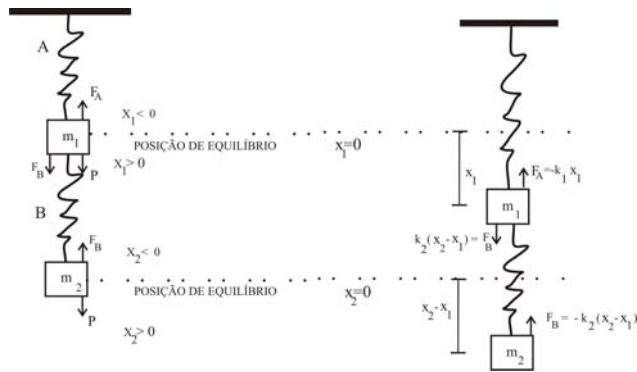 A
F_A
X_1 < 0
m_1
POSIÇÃO DE EQUILÍBRIO
x_1=0
F_B
P
X_1 > 0
B
F_B
X_2 < 0
m_2
POSIÇÃO DE EQUILÍBRIO
x_2=0
P
X_2 > 0
x_1
F_A=-k_1 x_1
m_1
k_2(x_2-x_1) = F_B
x_2-x_1
F_B = -k_2(x_2-x_1)
m_2